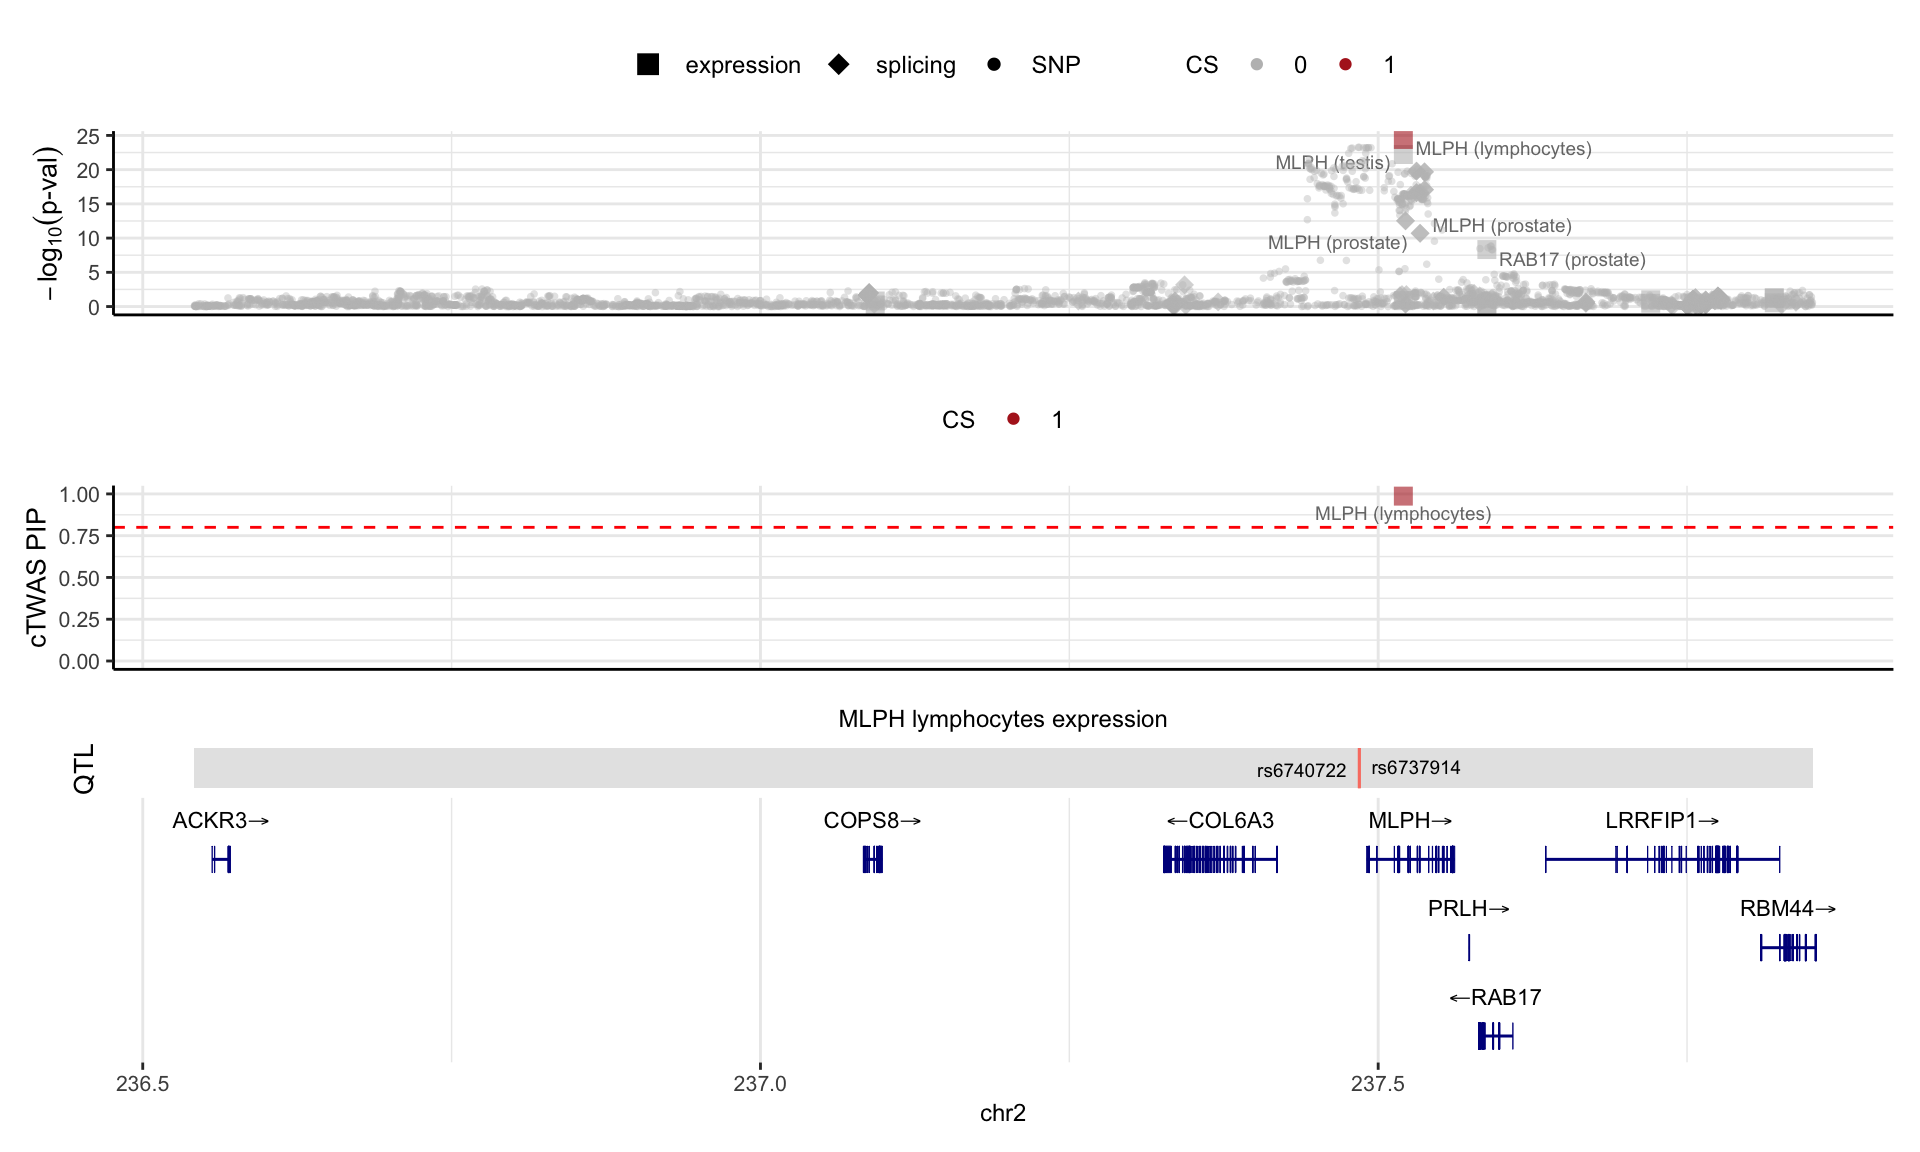 expression splicing SNP CS 0 1
− log10(p-val)
25
20
15
10
5
0
MLPH (lymphocytes)
MLPH (testis)
MLPH (prostate)
MLPH (prostate)
RAB17 (prostate)
CS 1
cTWAS PIP
1.00
0.75
0.50
0.25
0.00
MLPH (lymphocytes)
MLPH lymphocytes expression
QTL
rs6740722 rs6737914
ACKR3→ COPS8→ ←COL6A3 MLPH→ LRRFIP1→
PRLH→ RBM44→
←RAB17
236.5 237.0 237.5
chr2